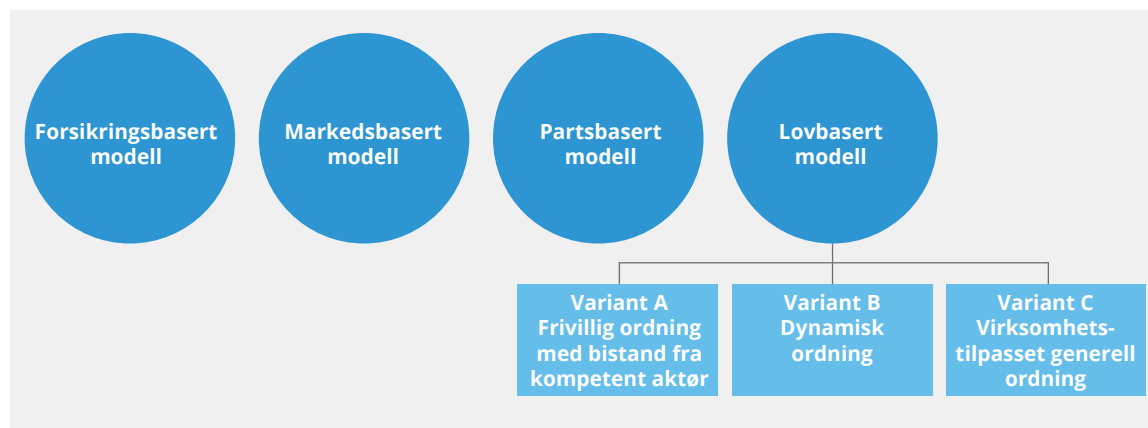 Forsikringsbasert
modell
Markedsbasert
modell
Partsbasert
modell
Lovbasert
modell
Variant A
Frivillig ordning
med bistand fra
kompetent aktør
Variant B
Dynamisk
ordning
Variant C
Virksomhets-
tilpasset generell
ordning